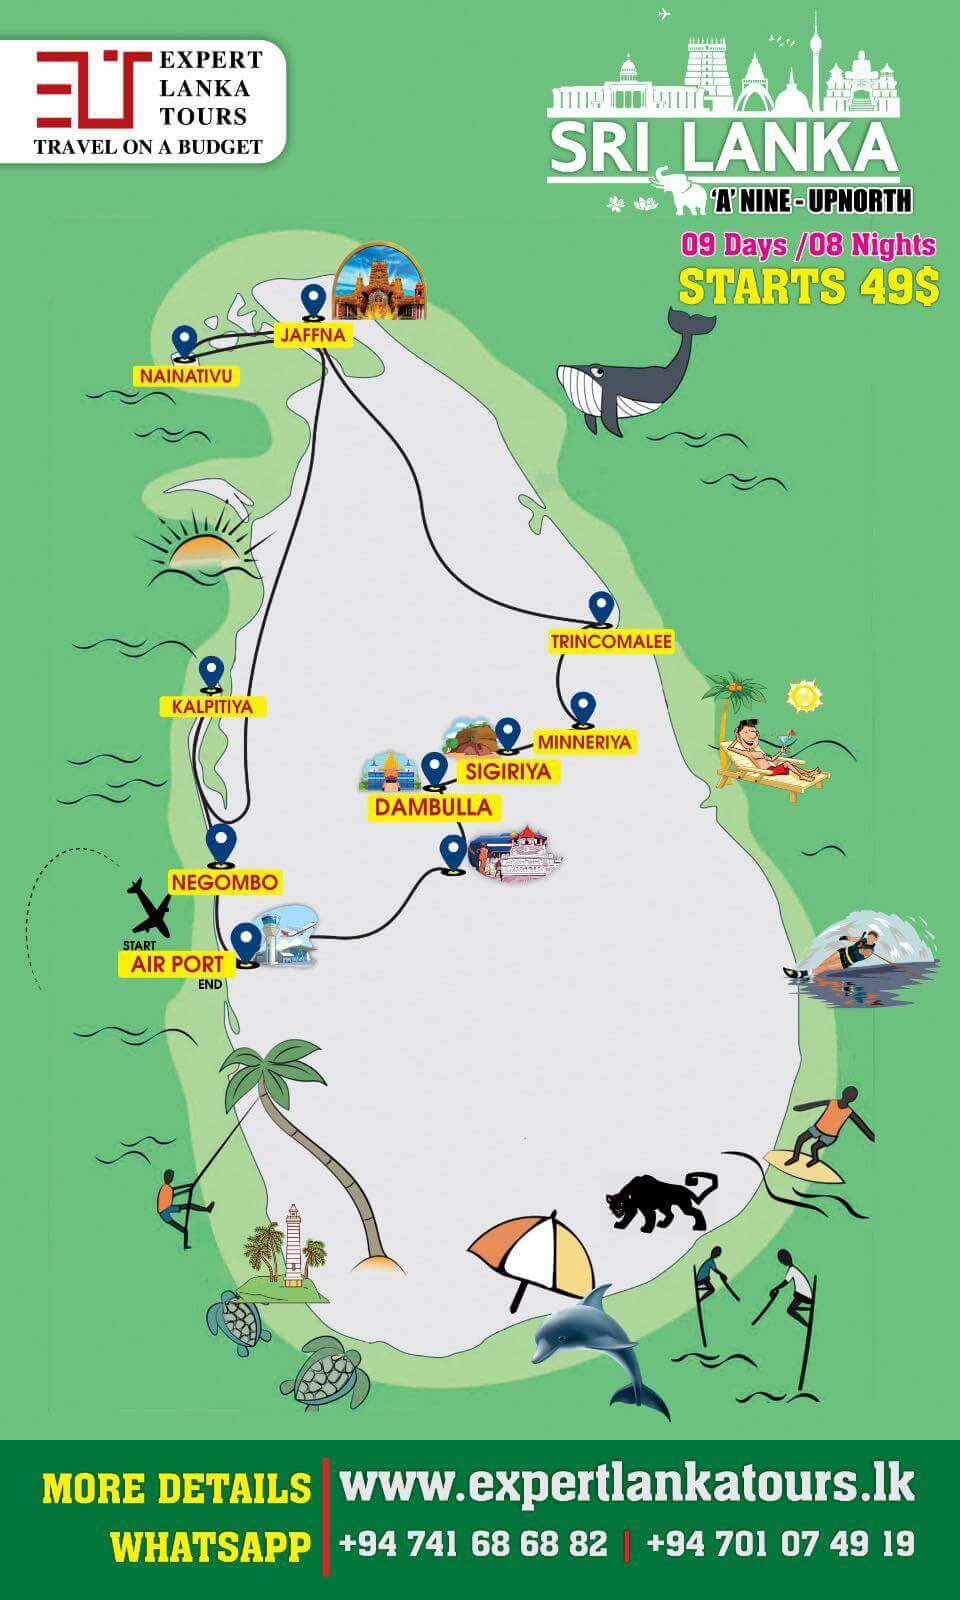 EXPERT
LANKA
TOURS
TRAVEL ON A BUDGET
SRI LANKA
'A' NINE - UPNORTH
09 Days /08 Nights
STARTS 49$
JAFFNA
NAINATIVU
TRINCOMALEE
KALPITIYA
MINNERIYA
SIGIRIYA
DAMBULLA
NEGOMBO
START
AIR PORT
END
MORE DETAILS
WHATSAPP
www.expertlankatours.lk
+94 741 68 68 82 | +94 701 07 49 19